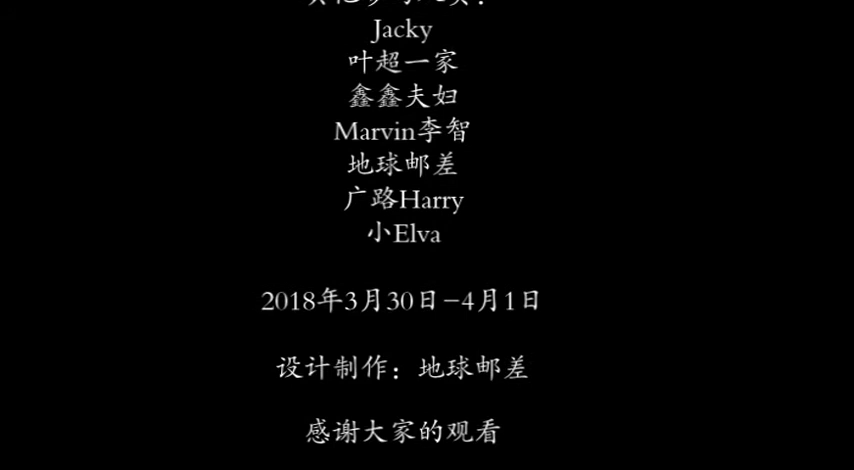 Jacky
叶超一家
鑫鑫夫妇
Marvin李智
地球邮差
广路Harry
小Elva
2018年3月30日-4月1日
设计制作：地球邮差
感谢大家的观看